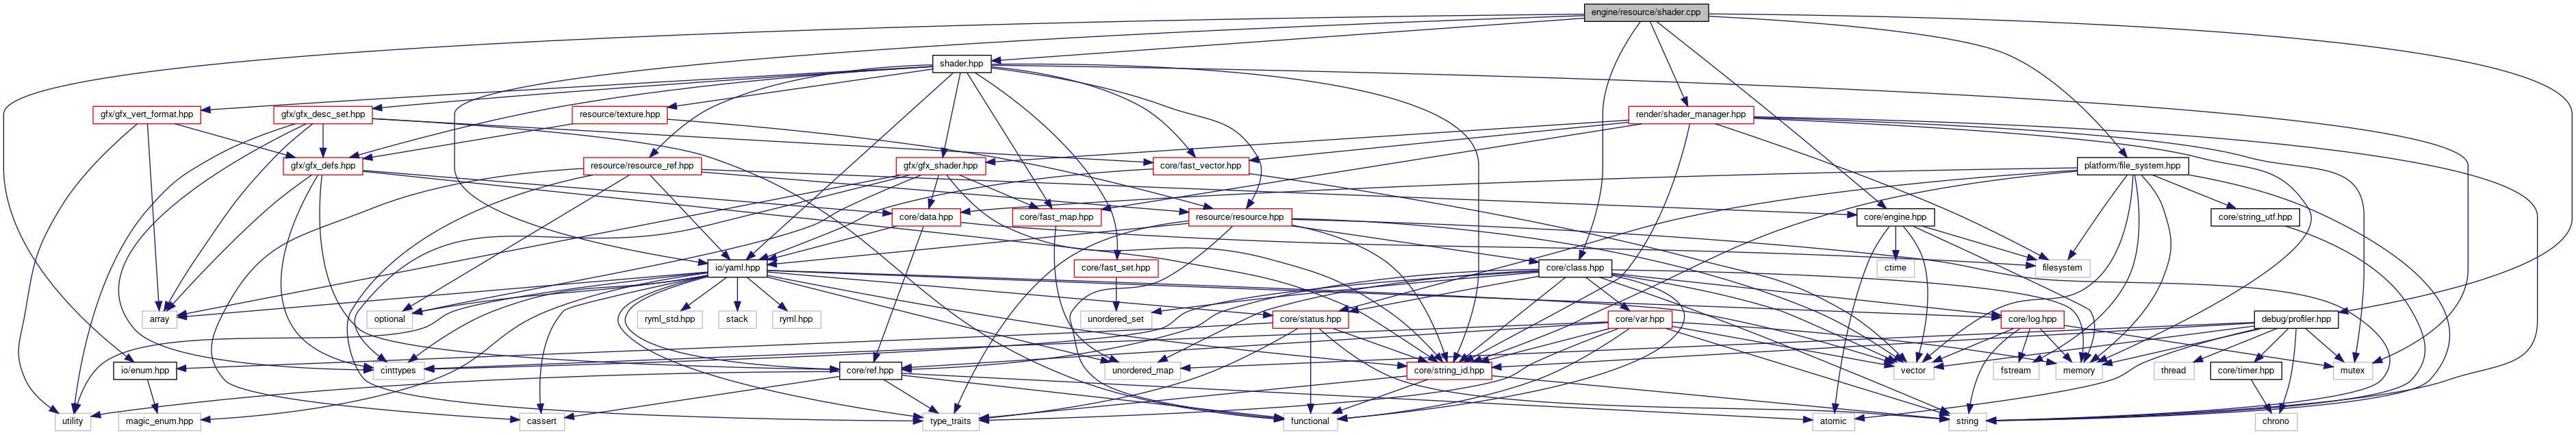 engine/resource/shader.cpp
shader.hpp
gfx/gfx_vert_format.hpp
gfx/gfx_desc_set.hpp
resource/texture.hpp
render/shader_manager.hpp
gfx/gfx_defs.hpp
resource/resource_ref.hpp
gfx/gfx_shader.hpp
core/fast_vector.hpp
platform/file_system.hpp
core/data.hpp
core/fast_map.hpp
resource/resource.hpp
core/engine.hpp
core/string_utf.hpp
io/yaml.hpp
core/fast_set.hpp
core/class.hpp
ctime
filesystem
array
optional
ryml_std.hpp
stack
ryml.hpp
unordered_set
core/status.hpp
core/var.hpp
core/log.hpp
debug/profiler.hpp
io/enum.hpp
cinttypes
core/ref.hpp
unordered_map
core/string_id.hpp
vector
fstream
memory
thread
core/timer.hpp
mutex
utility
magic_enum.hpp
cassert
type_traits
functional
atomic
string
chrono